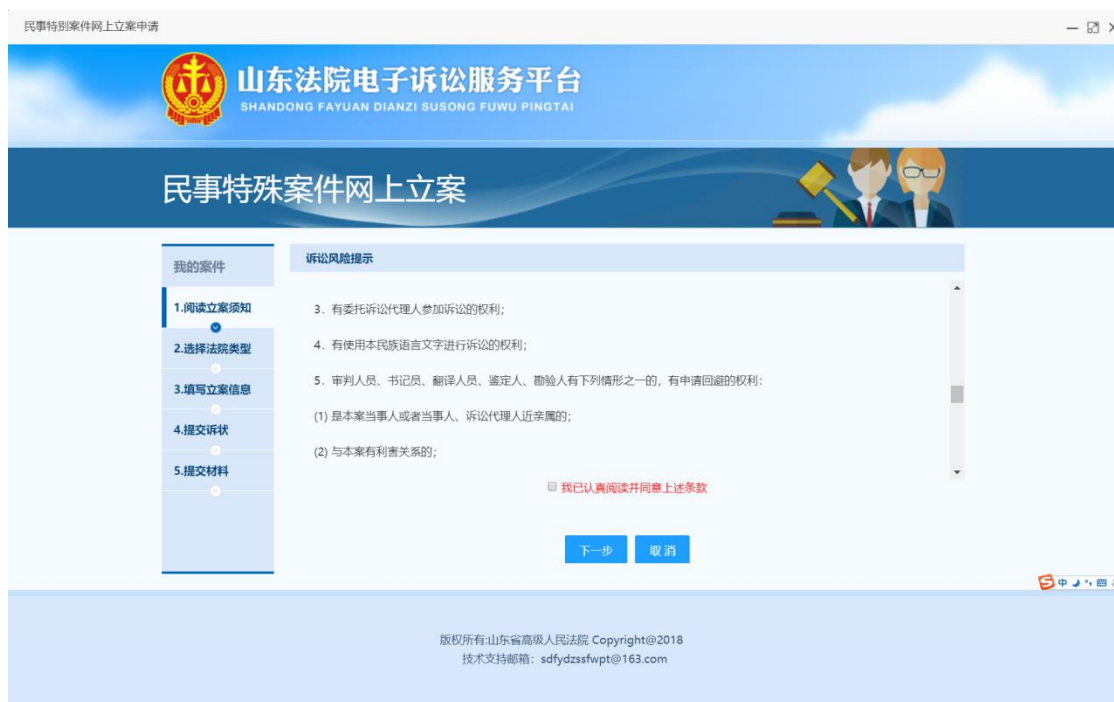 民事特别案件网上立案申请
山东法院电子诉讼服务平台
SHANDONG FAYUAN DIANZI SUSONG FUWU PINGTAI
民事特殊案件网上立案
我的案件
1.阅读立案须知
2.选择法院类型
3.填写立案信息
4.提交诉状
5.提交材料
诉讼风险提示
3．有委托诉讼代理人参加诉讼的权利；
4．有使用本民族语言文字进行诉讼的权利；
5．审判人员、书记员、翻译人员、鉴定人、勘验人有下列情形之一的，有申请回避的权利：
(1) 是本案当事人或者当事人、诉讼代理人近亲属的；
(2) 与本案有利害关系的；
我已认真阅读并同意上述条款
下一步
取 消
中
版权所有:山东省高级人民法院 Copyright@2018
技术支持邮箱：sdfydzssfwpt@163.com